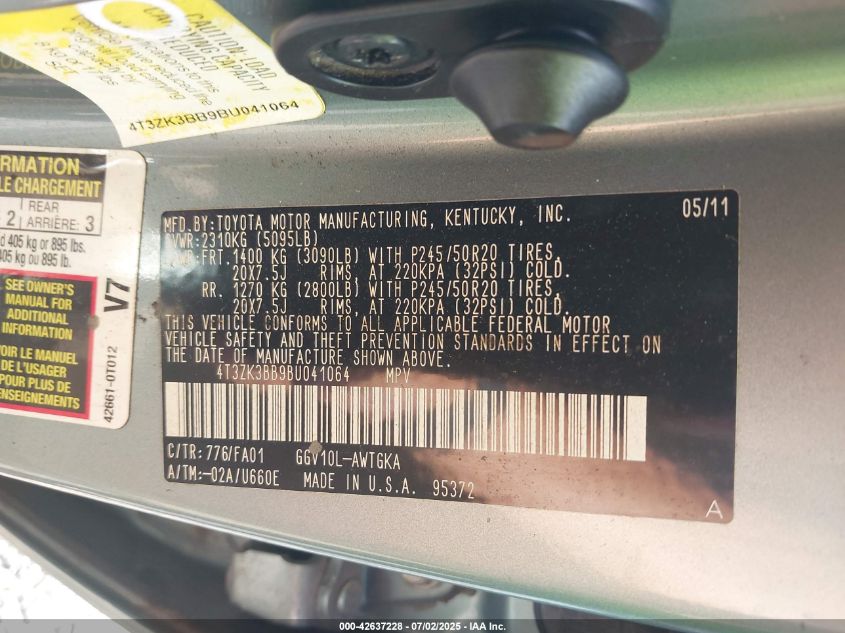 CAUTION: LOAD
CARRYING CAPACITY
REDUCED
4T3ZK3BB9BU041064
RMATION
LE CHARGEMENT
2 REAR 3
ARRIÈRE:
d 405 kg or 895 lbs.
405 kg ou 895 lb.
SEE OWNER'S
MANUAL FOR
ADDITIONAL
INFORMATION
VOIR LE MANUEL
DE L'USAGER
POUR PLUS DE
RENSEIGNEMENTS
V7
42661-0T012
MFD.BY:TOYOTA MOTOR MANUFACTURING, KENTUCKY, INC. 05/11
GVWR:2310KG (5095LB)
GAWR:FRT.1400 KG (3090LB) WITH P245/50R20 TIRES,
20X7.5J RIMS, AT 220KPA (32PSI) COLD.
RR. 1270 KG (2800LB) WITH P245/50R20 TIRES,
20X7.5J RIMS, AT 220KPA (32PSI) COLD.
THIS VEHICLE CONFORMS TO ALL APPLICABLE FEDERAL MOTOR
VEHICLE SAFETY AND THEFT PREVENTION STANDARDS IN EFFECT ON
THE DATE OF MANUFACTURE SHOWN ABOVE.
4T3ZK3BB9BU041064 MPV
C/TR: 776/FA01 GGV10L-AWTGKA
A/TM:-02A/U660E MADE IN U.S.A. 95372
A
000-42637228 - 07/02/2025 - IAA Inc.